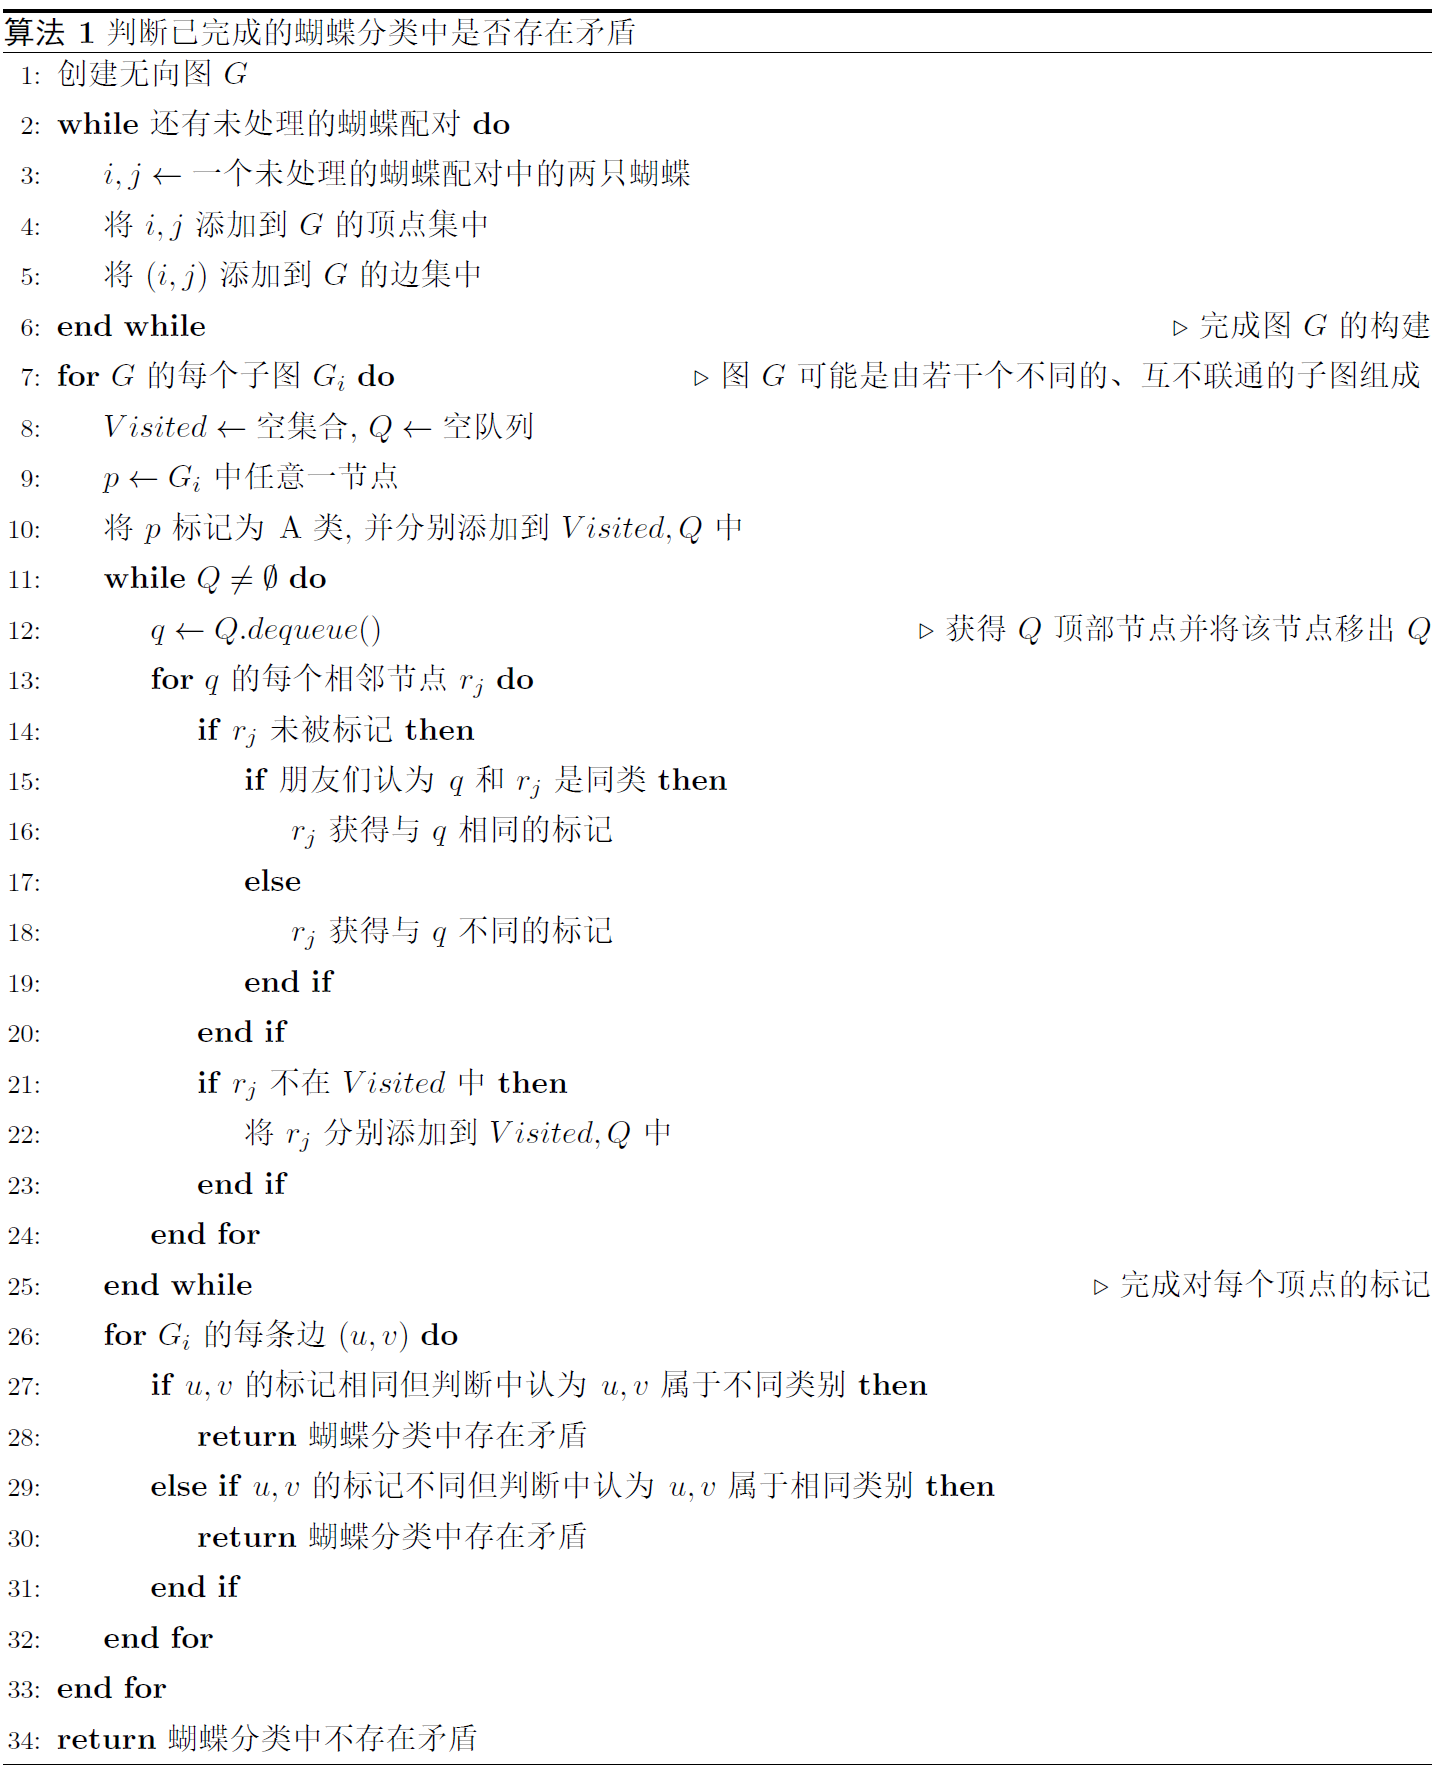 算法 1 判断已完成的蝴蝶分类中是否存在矛盾
1: 创建无向图 G
2: while 还有未处理的蝴蝶配对 do
3: i, j ← 一个未处理的蝴蝶配对中的两只蝴蝶
4: 将 i, j 添加到 G 的顶点集中
5: 将 (i, j) 添加到 G 的边集中
6: end while ▷ 完成图 G 的构建
7: for G 的每个子图 G_i do ▷ 图 G 可能是由若干个不同的、互不联通的子图组成
8: Visited ← 空集合, Q ← 空队列
9: p ← G_i 中任意一节点
10: 将 p 标记为 A 类, 并分别添加到 Visited, Q 中
11: while Q ≠ ∅ do
12: q ← Q.dequeue() ▷ 获得 Q 顶部节点并将该节点移出 Q
13: for q 的每个相邻节点 r_j do
14: if r_j 未被标记 then
15: if 朋友们认为 q 和 r_j 是同类 then
16: r_j 获得与 q 相同的标记
17: else
18: r_j 获得与 q 不同的标记
19: end if
20: end if
21: if r_j 不在 Visited 中 then
22: 将 r_j 分别添加到 Visited, Q 中
23: end if
24: end for
25: end while ▷ 完成对每个顶点的标记
26: for G_i 的每条边 (u, v) do
27: if u, v 的标记相同但判断中认为 u, v 属于不同类别 then
28: return 蝴蝶分类中存在矛盾
29: else if u, v 的标记不同但判断中认为 u, v 属于相同类别 then
30: return 蝴蝶分类中存在矛盾
31: end if
32: end for
33: end for
34: return 蝴蝶分类中不存在矛盾